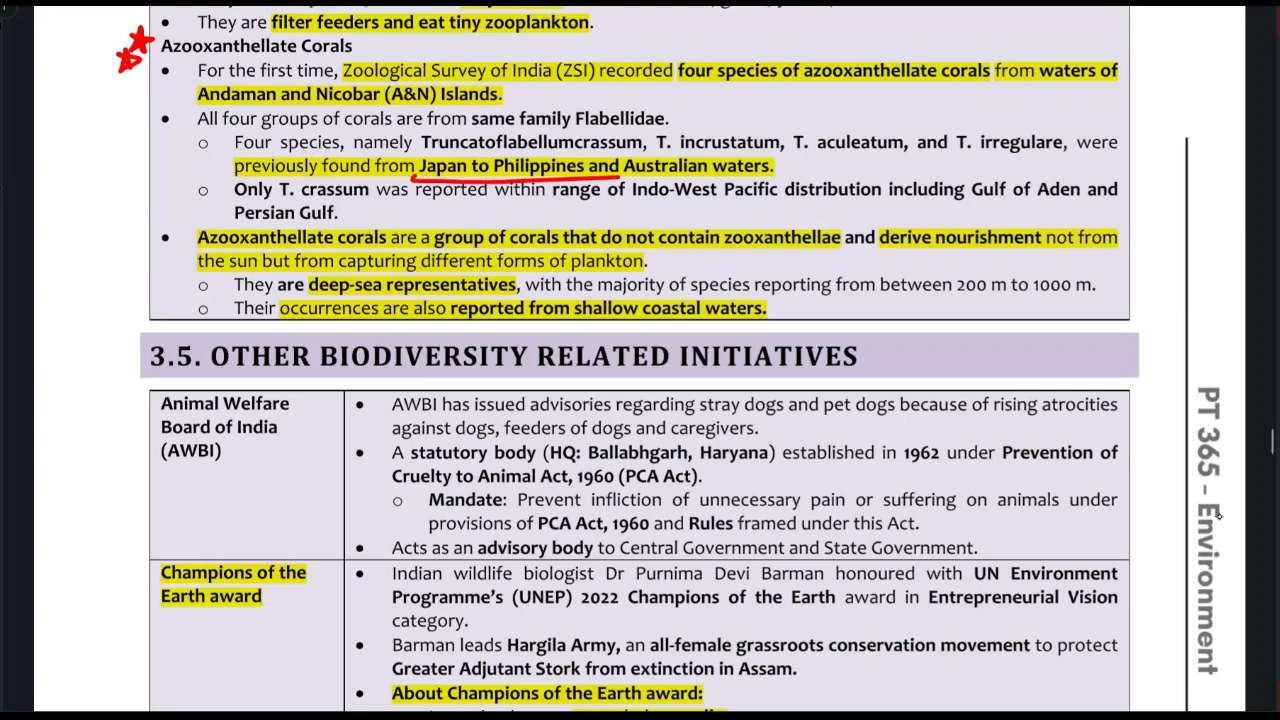 • They are filter feeders and eat tiny zooplankton.
Azooxanthellate Corals
• For the first time, Zoological Survey of India (ZSI) recorded four species of azooxanthellate corals from waters of
Andaman and Nicobar (A&N) Islands.
• All four groups of corals are from same family Flabellidae.
o Four species, namely Truncatoflabellumcrassum, T. incrustatum, T. aculeatum, and T. irregulare, were
previously found from Japan to Philippines and Australian waters.
o Only T. crassum was reported within range of Indo-West Pacific distribution including Gulf of Aden and
Persian Gulf.
• Azooxanthellate corals are a group of corals that do not contain zooxanthellae and derive nourishment not from
the sun but from capturing different forms of plankton.
o They are deep-sea representatives, with the majority of species reporting from between 200 m to 1000 m.
o Their occurrences are also reported from shallow coastal waters.
3.5. OTHER BIODIVERSITY RELATED INITIATIVES
Animal Welfare
Board of India
(AWBI)
• AWBI has issued advisories regarding stray dogs and pet dogs because of rising atrocities
against dogs, feeders of dogs and caregivers.
• A statutory body (HQ: Ballabhgarh, Haryana) established in 1962 under Prevention of
Cruelty to Animal Act, 1960 (PCA Act).
o Mandate: Prevent infliction of unnecessary pain or suffering on animals under
provisions of PCA Act, 1960 and Rules framed under this Act.
• Acts as an advisory body to Central Government and State Government.
Champions of the
Earth award
• Indian wildlife biologist Dr Purnima Devi Barman honoured with UN Environment
Programme's (UNEP) 2022 Champions of the Earth award in Entrepreneurial Vision
category.
• Barman leads Hargila Army, an all-female grassroots conservation movement to protect
Greater Adjutant Stork from extinction in Assam.
• About Champions of the Earth award:
PT 365 - Environment